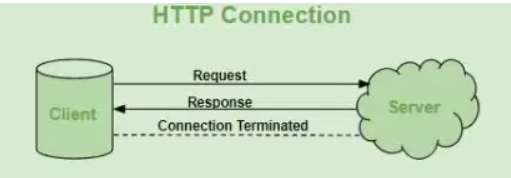 HTTP Connection
Request
Response
Client
Server
Connection Terminated